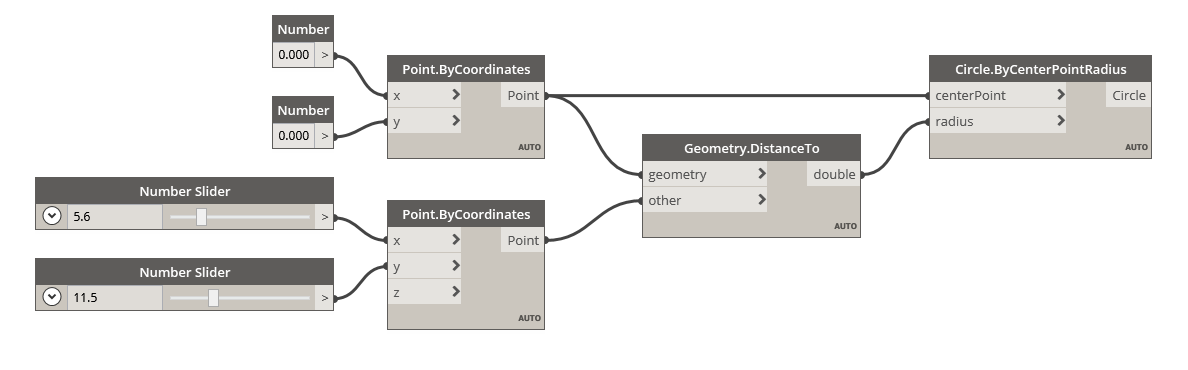 Number
0.000 >
Number
0.000 >
Number Slider
5.6 >
Number Slider
11.5 >
Point.ByCoordinates
x > Point
y >
AUTO
Point.ByCoordinates
x > Point
y >
z >
AUTO
Geometry.DistanceTo
geometry > double
other >
AUTO
Circle.ByCenterPointRadius
centerPoint > Circle
radius >
AUTO